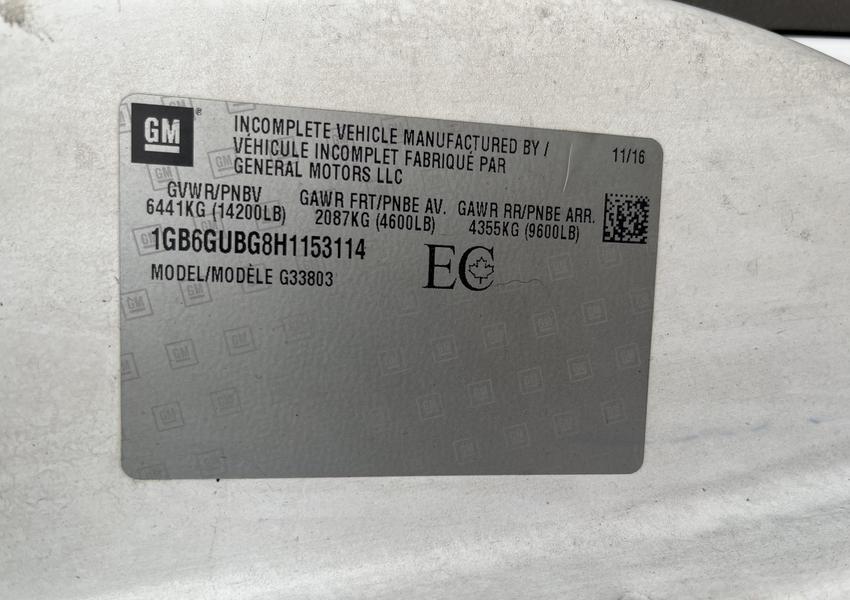 GM ®
INCOMPLETE VEHICLE MANUFACTURED BY /
VÉHICULE INCOMPLET FABRIQUÉ PAR
GENERAL MOTORS LLC
11/16
GVWR/PNBV
6441KG (14200LB)
GAWR FRT/PNBE AV.
2087KG (4600LB)
GAWR RR/PNBE ARR.
4355KG (9600LB)
1GB6GUBG8H1153114
MODEL/MODÈLE G33803
EC